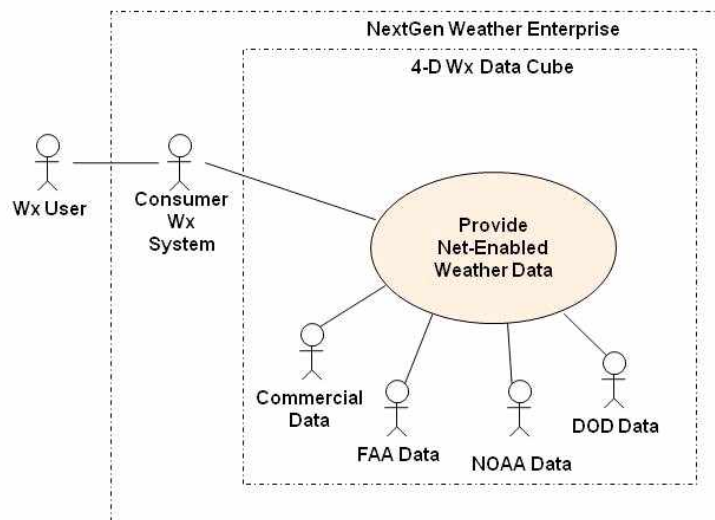 NextGen Weather Enterprise
4-D Wx Data Cube
Wx User
Consumer
Wx
System
Provide
Net-Enabled
Weather Data
Commercial
Data
FAA Data
NOAA Data
DOD Data